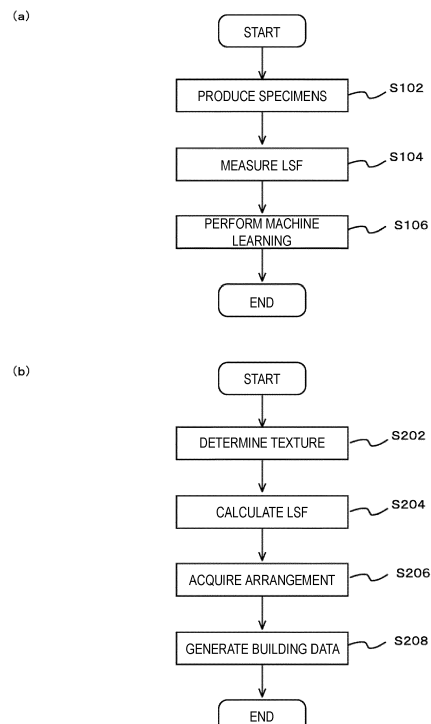 (a)
START
PRODUCE SPECIMENS
S102
MEASURE LSF
S104
PERFORM MACHINE
LEARNING
S106
END
(b)
START
DETERMINE TEXTURE
S202
CALCULATE LSF
S204
ACQUIRE ARRANGEMENT
S206
GENERATE BUILDING DATA
S208
END